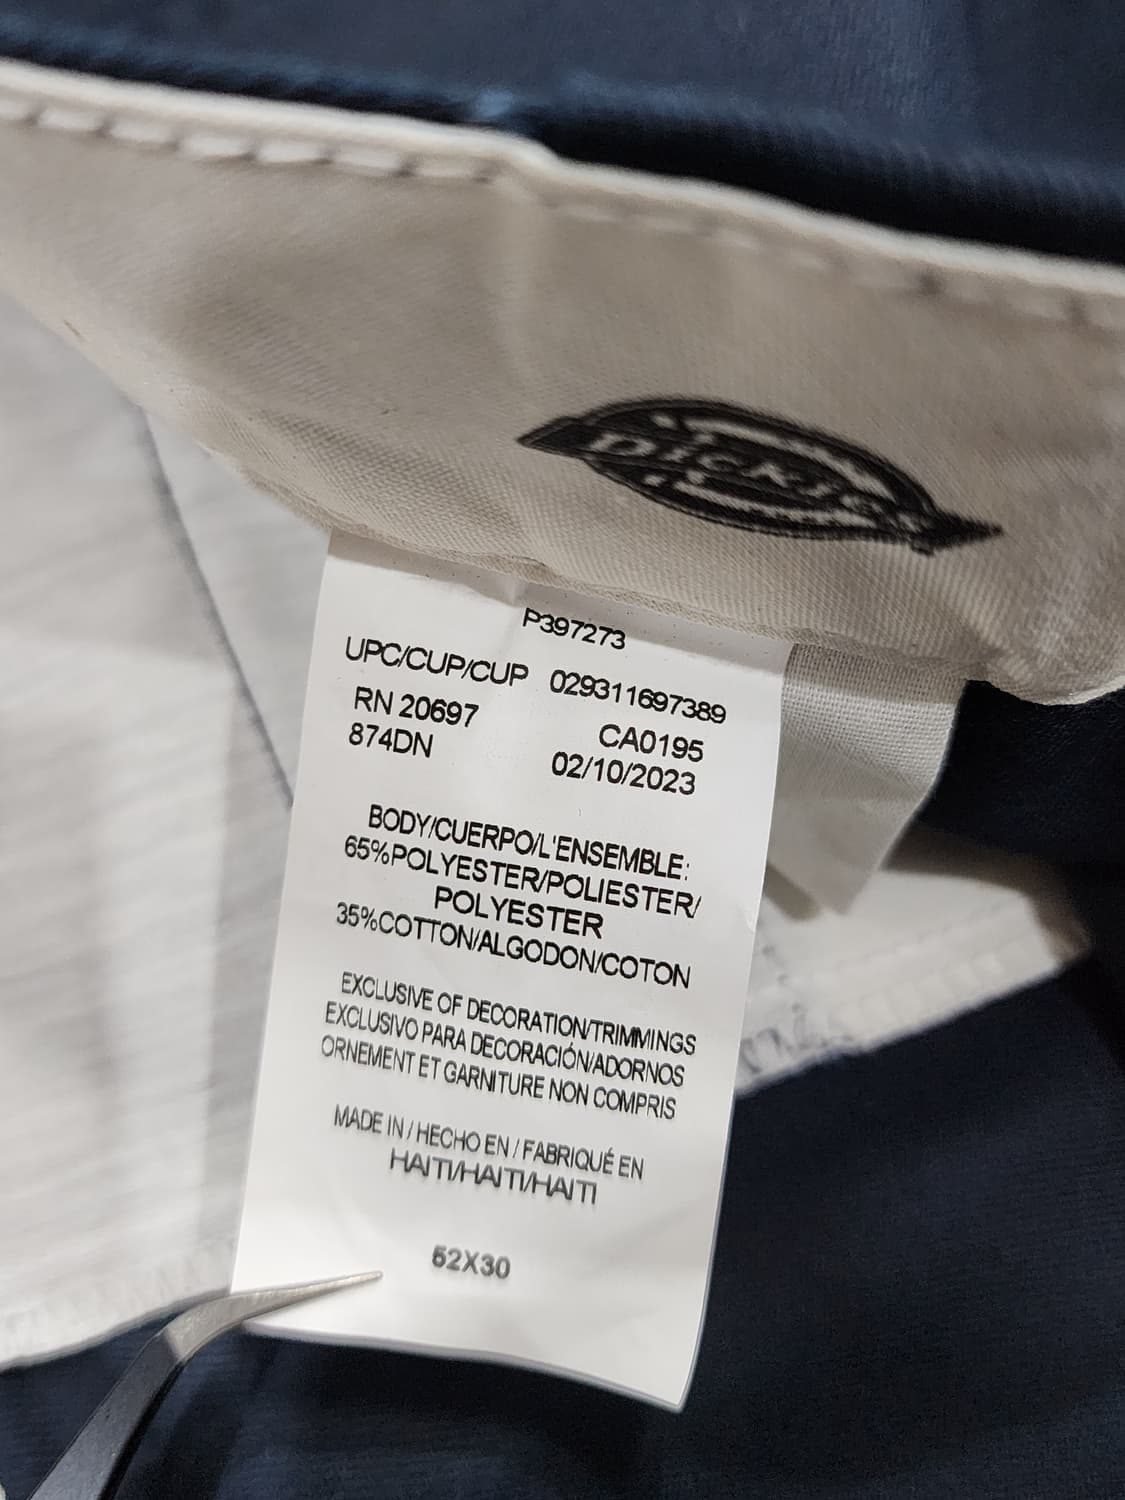 Dickies
P397273
UPC/CUP/CUP 029311697389
RN 20697 CA0195
874DN 02/10/2023
BODY/CUERPO/L'ENSEMBLE:
65%POLYESTER/POLIESTER/
POLYESTER
35%COTTON/ALGODON/COTON
EXCLUSIVE OF DECORATION/TRIMMINGS
EXCLUSIVO PARA DECORACIÓN/ADORNOS
ORNEMENT ET GARNITURE NON COMPRIS
MADE IN / HECHO EN / FABRIQUÉ EN
HAITI/HAITI/HAITI
52X30